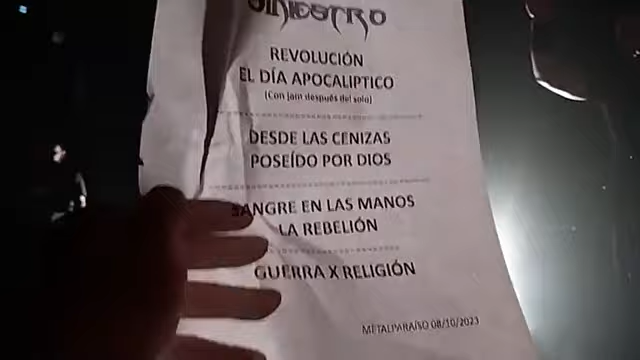 SINIESTRO
REVOLUCIÓN
EL DÍA APOCALIPTICO
(Con jam después del solo)
DESDE LAS CENIZAS
POSEÍDO POR DIOS
SANGRE EN LAS MANOS
LA REBELIÓN
GUERRA X RELIGIÓN
METALPARAÍSO 08/10/2023